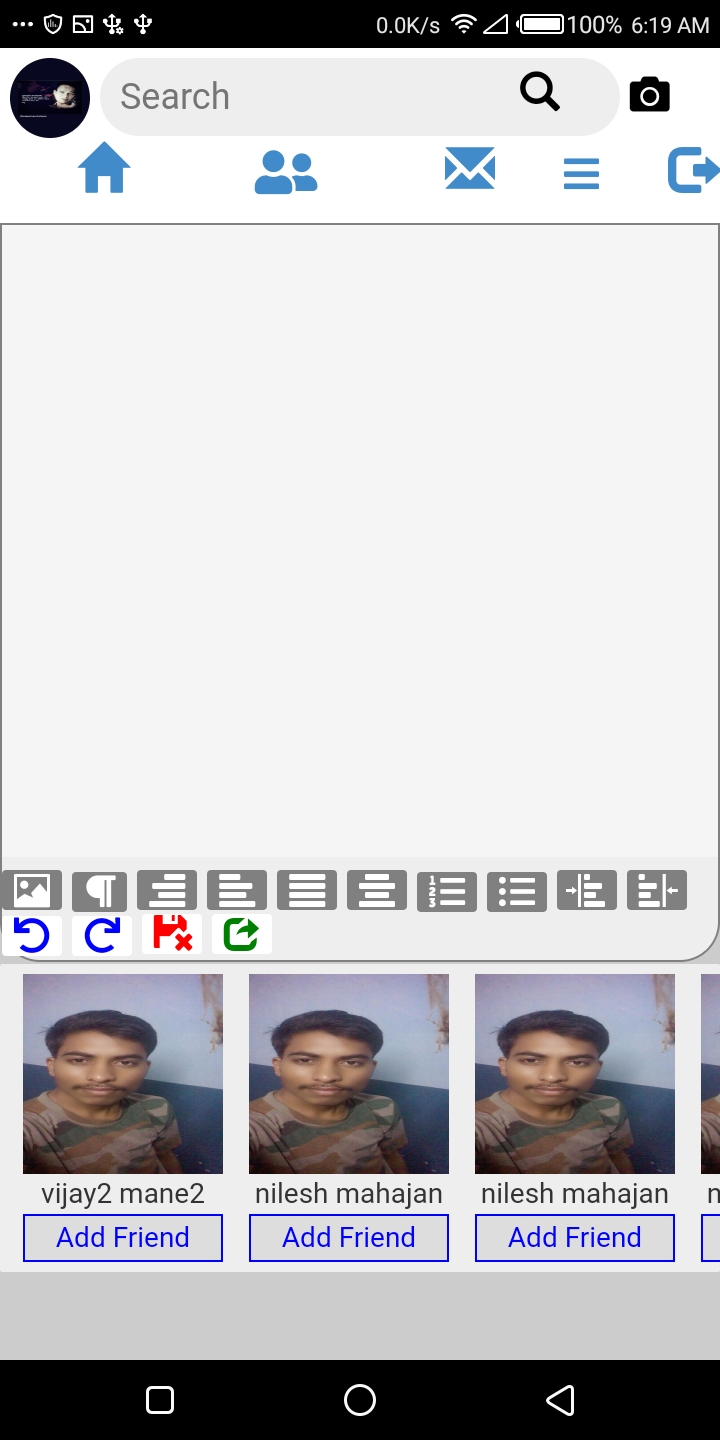 0.0K/s 100% 6:19 AM
Search
vijay2 mane2 nilesh mahajan nilesh mahajan n
Add Friend Add Friend Add Friend